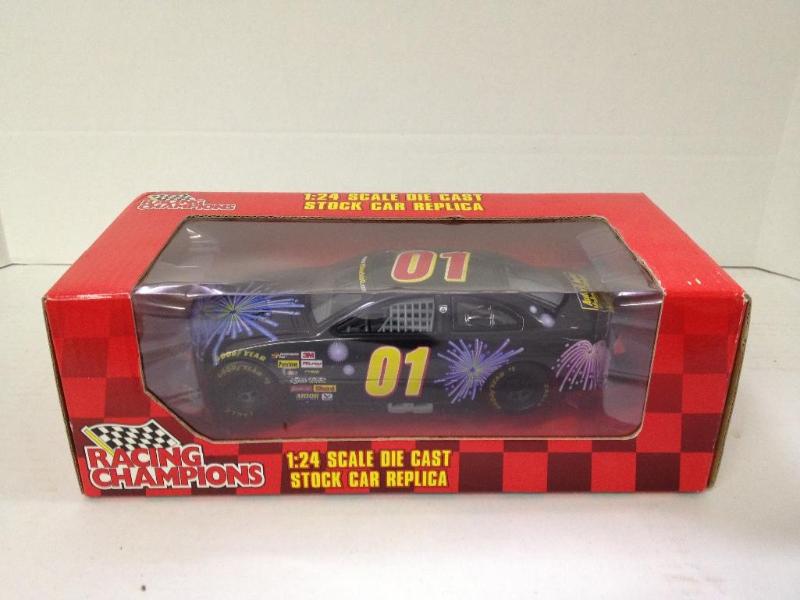 RACING
CHAMPIONS
1:24 SCALE DIE CAST
STOCK CAR REPLICA
01
GOODYEAR
3M
01
RACING
CHAMPIONS
1:24 SCALE DIE CAST
STOCK CAR REPLICA